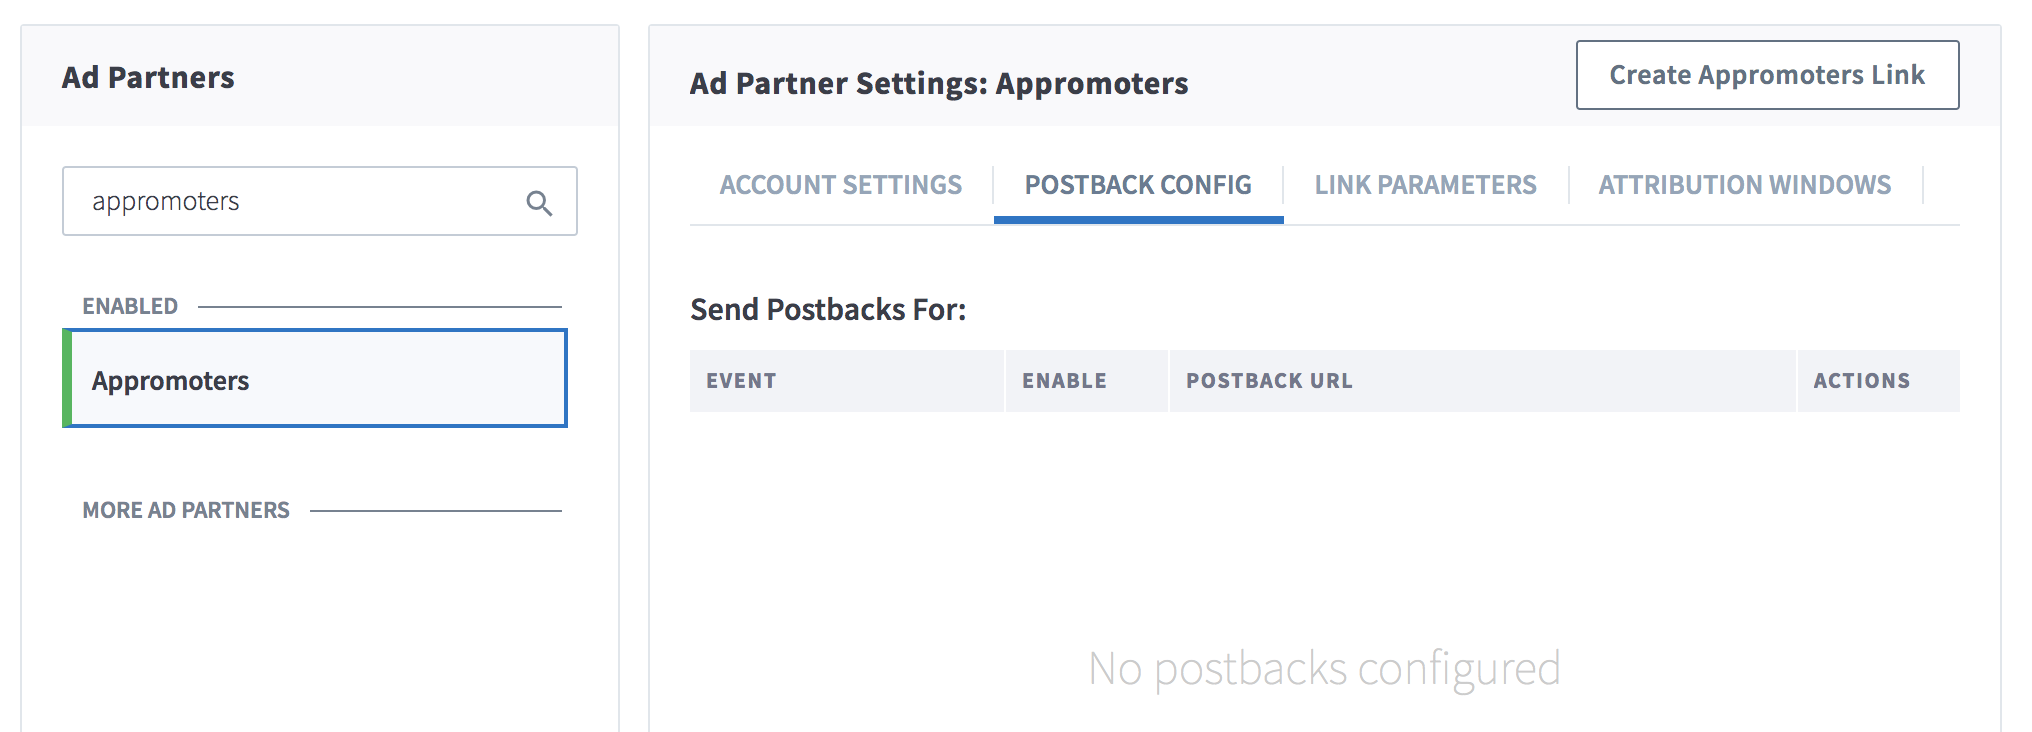 Ad Partners
appromoters
ENABLED
Appromoters
MORE AD PARTNERS
Ad Partner Settings: Appromoters
Create Appromoters Link
ACCOUNT SETTINGS POSTBACK CONFIG LINK PARAMETERS ATTRIBUTION WINDOWS
Send Postbacks For:
EVENT ENABLE POSTBACK URL ACTIONS
No postbacks configured